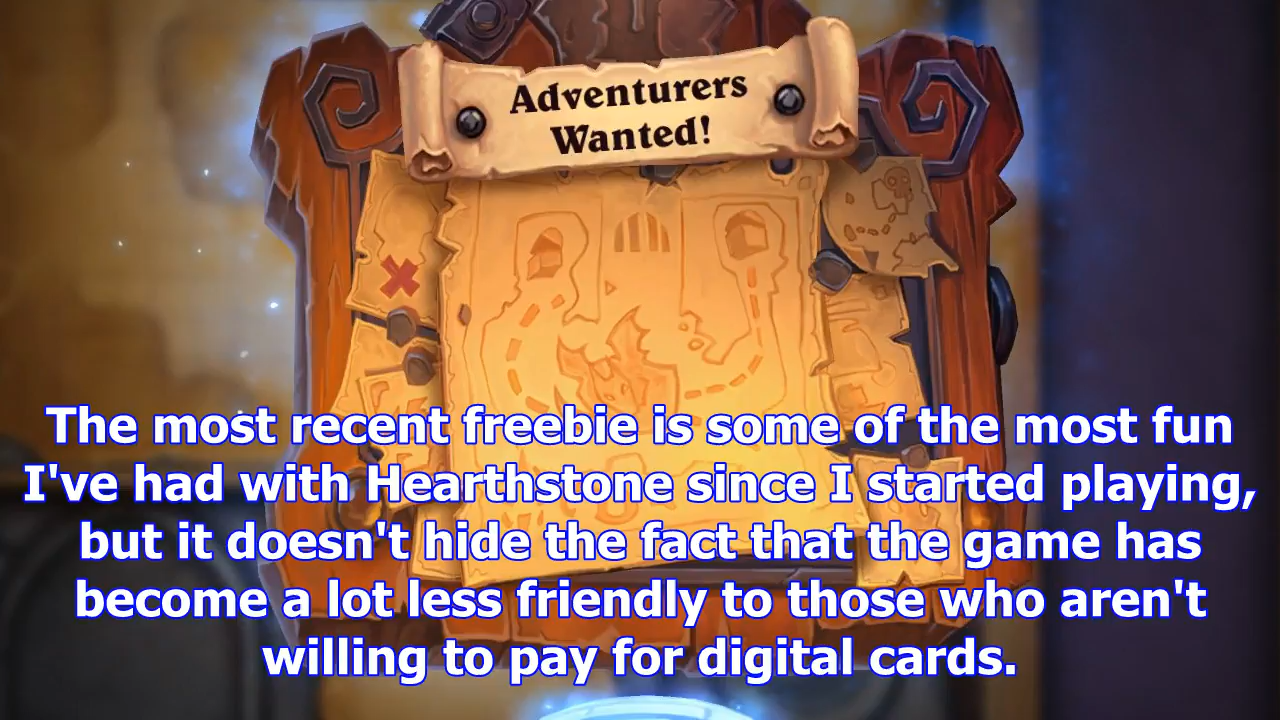 Adventurers
Wanted!
The most recent freebie is some of the most fun
I've had with Hearthstone since I started playing,
but it doesn't hide the fact that the game has
become a lot less friendly to those who aren't
willing to pay for digital cards.